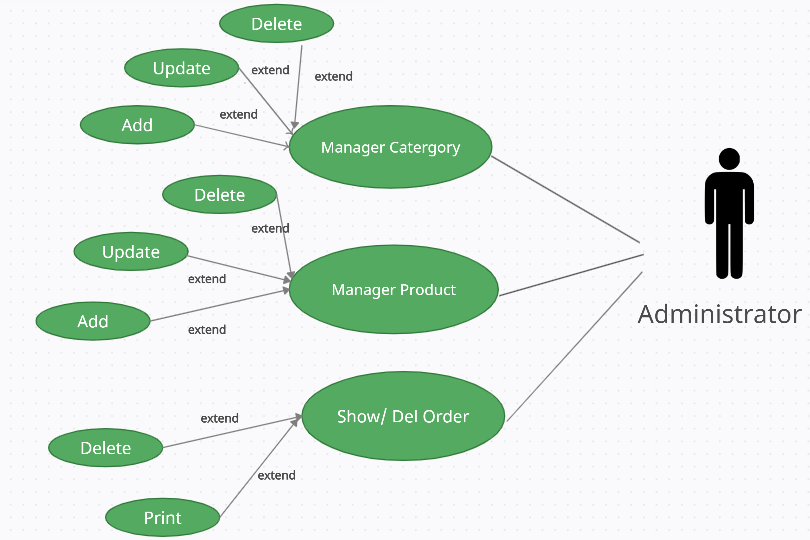 Delete
Update
extend
extend
Add
extend
Manager Catergory
Delete
extend
Update
extend
Manager Product
Add
extend
Administrator
Show/ Del Order
extend
Delete
extend
Print